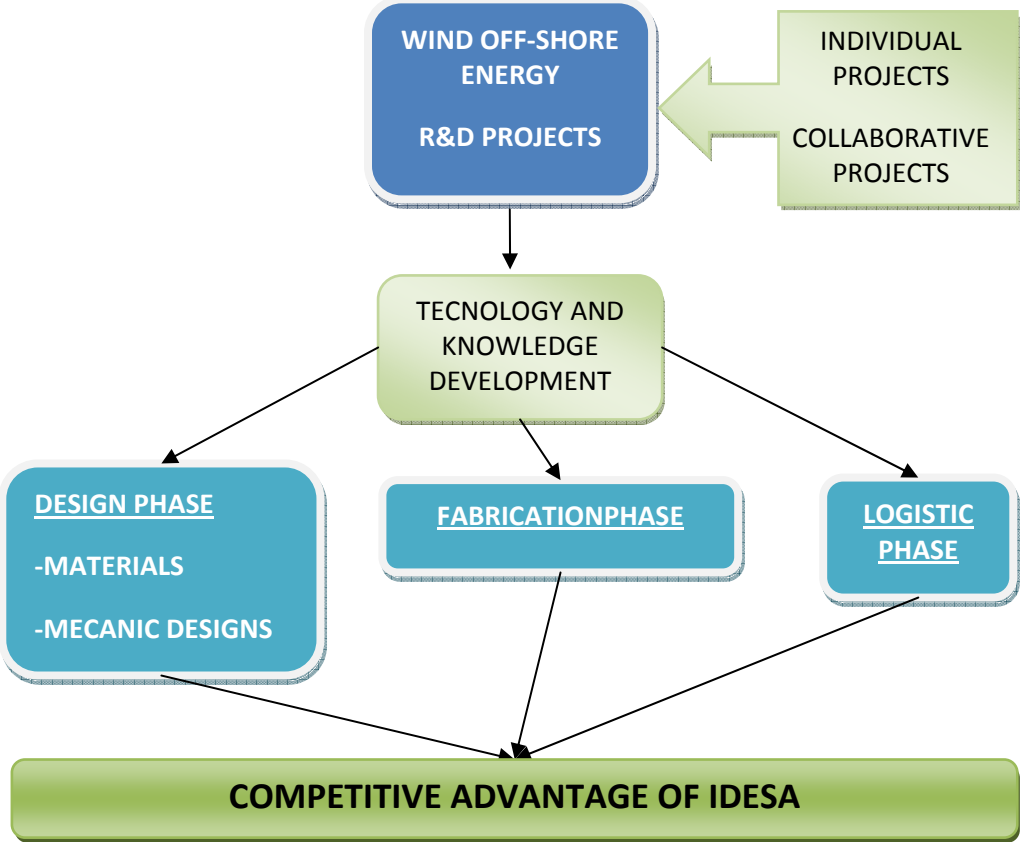 WIND OFF-SHORE
ENERGY
R&D PROJECTS
INDIVIDUAL
PROJECTS
COLLABORATIVE
PROJECTS
TECNOLOGY AND
KNOWLEDGE
DEVELOPMENT
DESIGN PHASE
-MATERIALS
-MECANIC DESIGNS
FABRICATIONPHASE
LOGISTIC
PHASE
COMPETITIVE ADVANTAGE OF IDESA